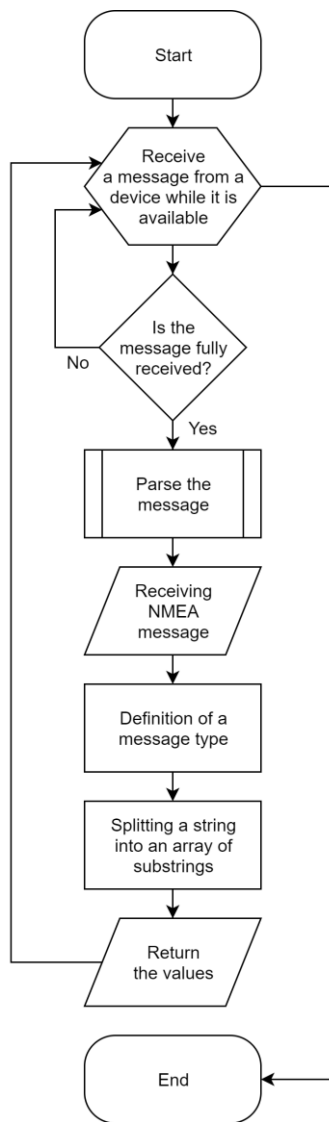 Start
Receive
a message from a
device while it is
available
Is the
message fully
received?
No
Yes
Parse the
message
Receiving
NMEA
message
Definition of a
message type
Splitting a string
into an array of
substrings
Return
the values
End